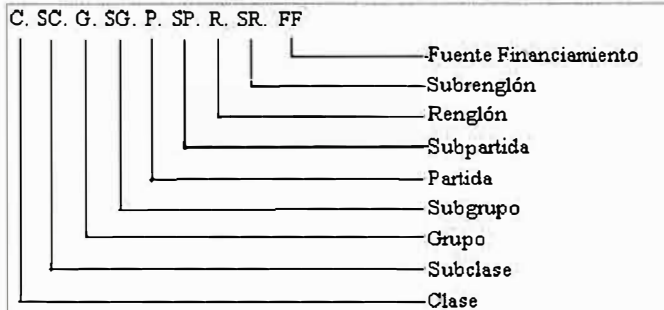 C. SC. G. SG. P. SP. R. SR. FF
Fuente Financiamiento
Subrenglón
Renglón
Subpartida
Partida
Subgrupo
Grupo
Subclase
Clase